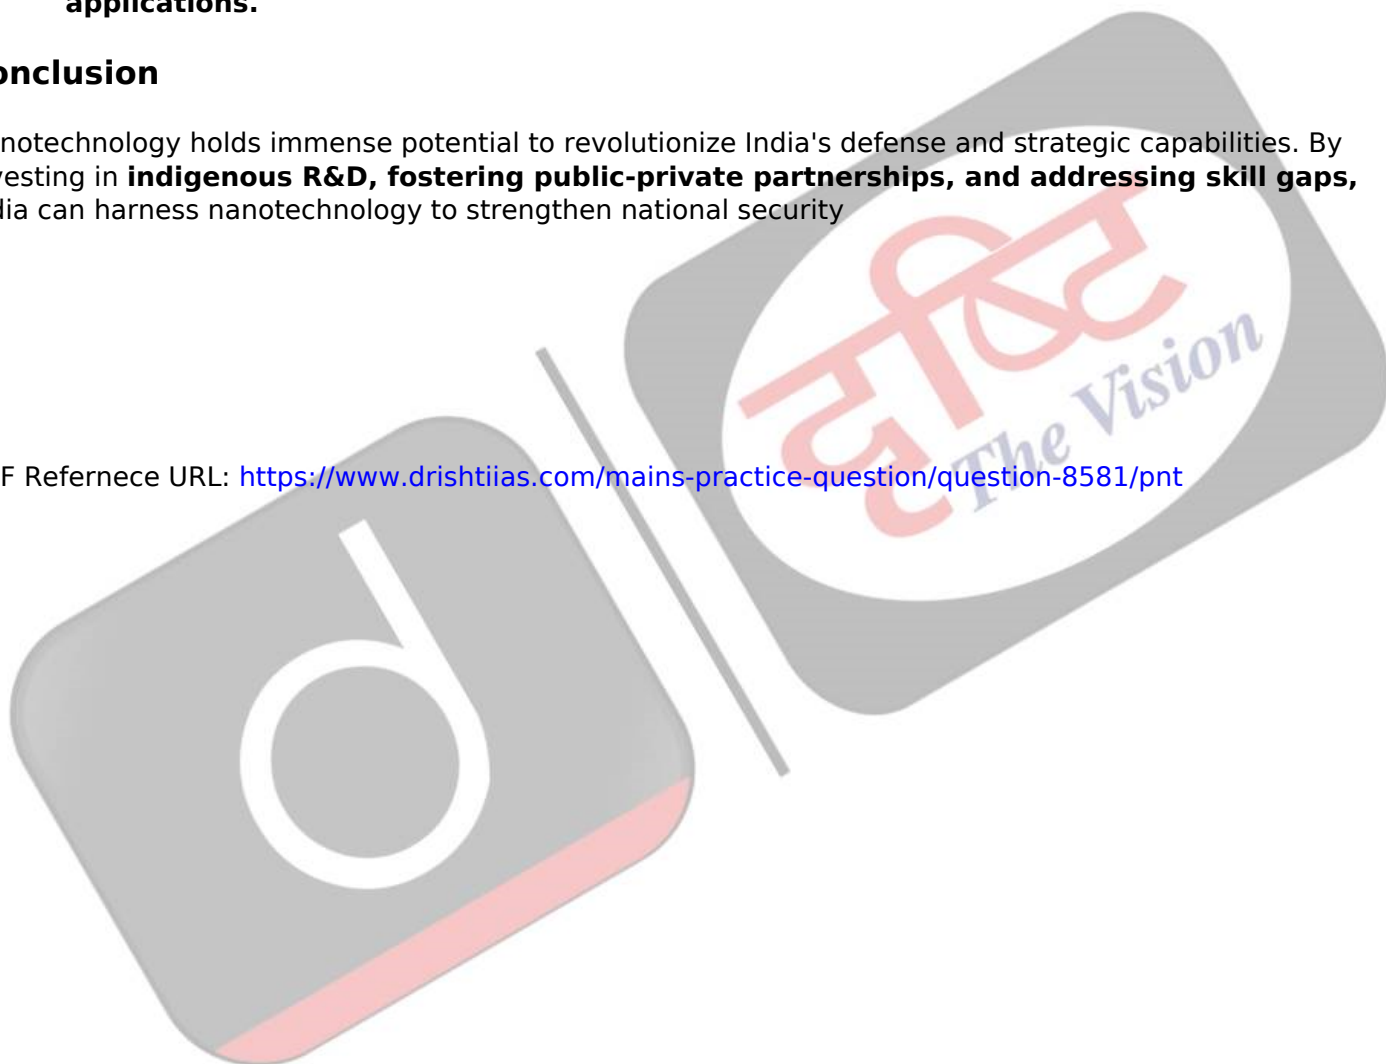 applications.
onclusion
notechnology holds immense potential to revolutionize India's defense and strategic capabilities. By
vesting in indigenous R&D, fostering public-private partnerships, and addressing skill gaps,
dia can harness nanotechnology to strengthen national security
दृष्टि
The Vision
F Refernece URL: https://www.drishtiias.com/mains-practice-question/question-8581/pnt
d